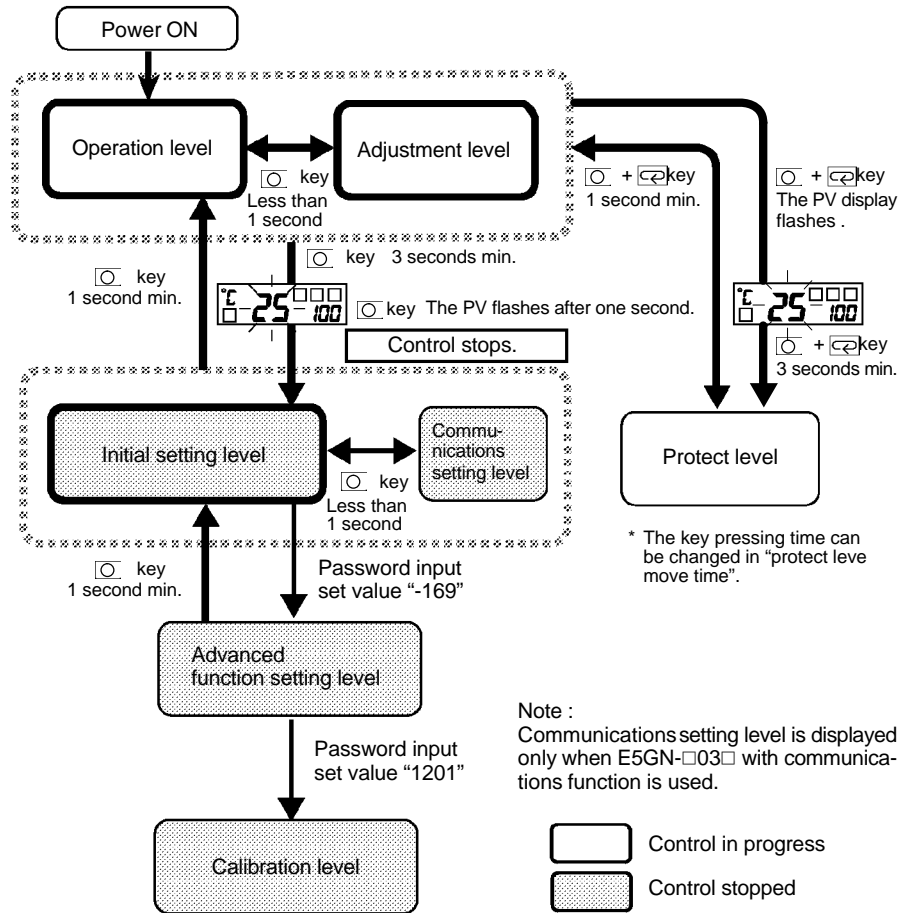 Power ON
Operation level
Adjustment level
key
Less than
1 second
+ key
1 second min.
+ key
The PV display
flashes .
key
1 second min.
key 3 seconds min.
°C 25 100
key The PV flashes after one second.
Control stops.
°C 25 100
+ key
3 seconds min.
Initial setting level
key
Less than
1 second
Commu-
nications
setting level
Protect level
* The key pressing time can
be changed in “protect leve
move time”.
key
1 second min.
Password input
set value “-169”
Advanced
function setting level
Password input
set value “1201”
Calibration level
Note :
Communications setting level is displayed
only when E5GN-□03□ with communica-
tions function is used.
Control in progress
Control stopped